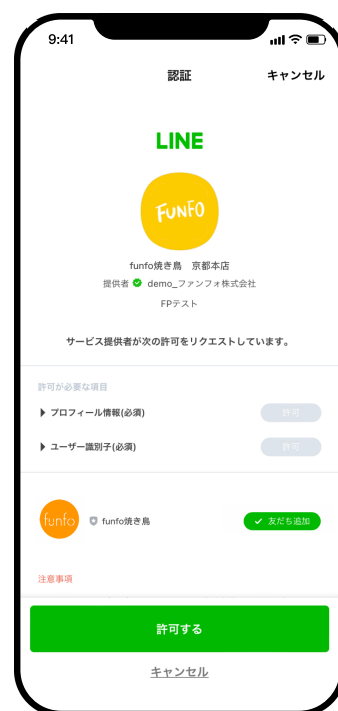 9:41
認証
キャンセル
LINE
FUNFO
funfo焼き鳥　京都本店
提供者 demo_ファンフォ株式会社
FPテスト
サービス提供者が次の許可をリクエストしています。
許可が必要な項目
プロフィール情報(必須)
許可
ユーザー識別子(必須)
許可
funfo
funfo焼き鳥
友だち追加
注意事項
許可する
キャンセル